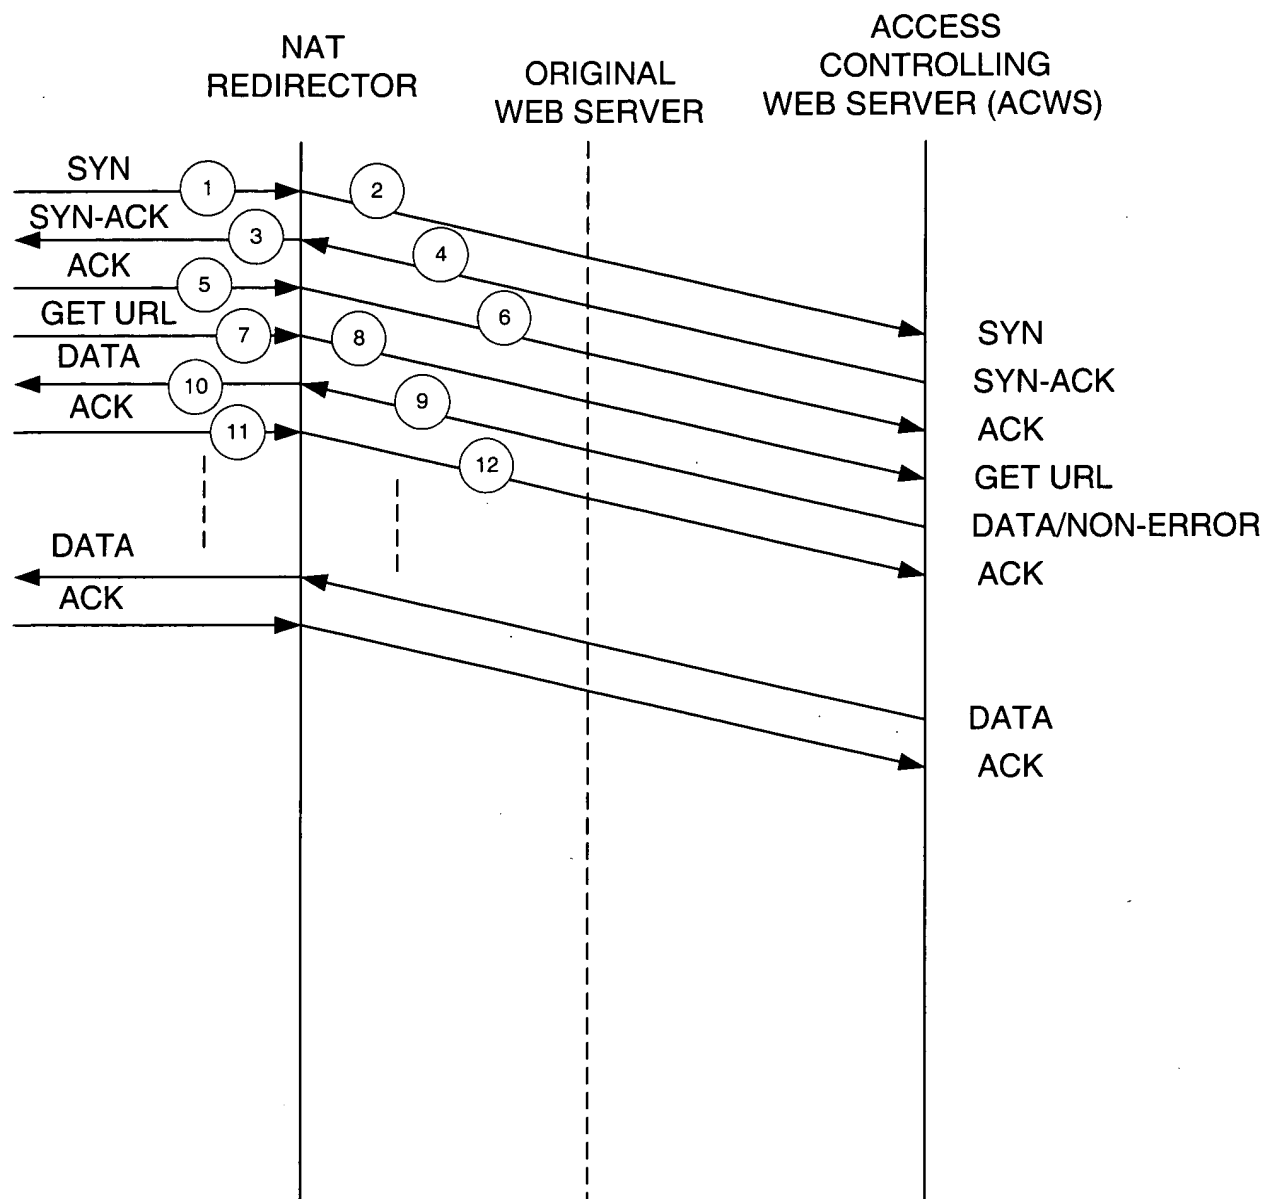 NAT
REDIRECTOR
ORIGINAL
WEB SERVER
ACCESS
CONTROLLING
WEB SERVER (ACWS)
SYN
1
2
SYN-ACK
3
4
ACK
5
6
GET URL
7
8
DATA
10
9
ACK
11
12
DATA
ACK
SYN
SYN-ACK
ACK
GET URL
DATA/NON-ERROR
ACK
DATA
ACK